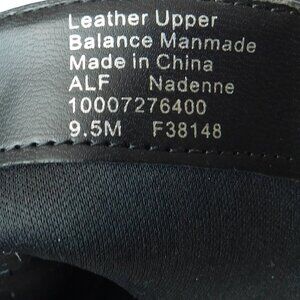 Leather Upper
Balance Manmade
Made in China
ALF Nadenne
10007276400
9.5M F38148